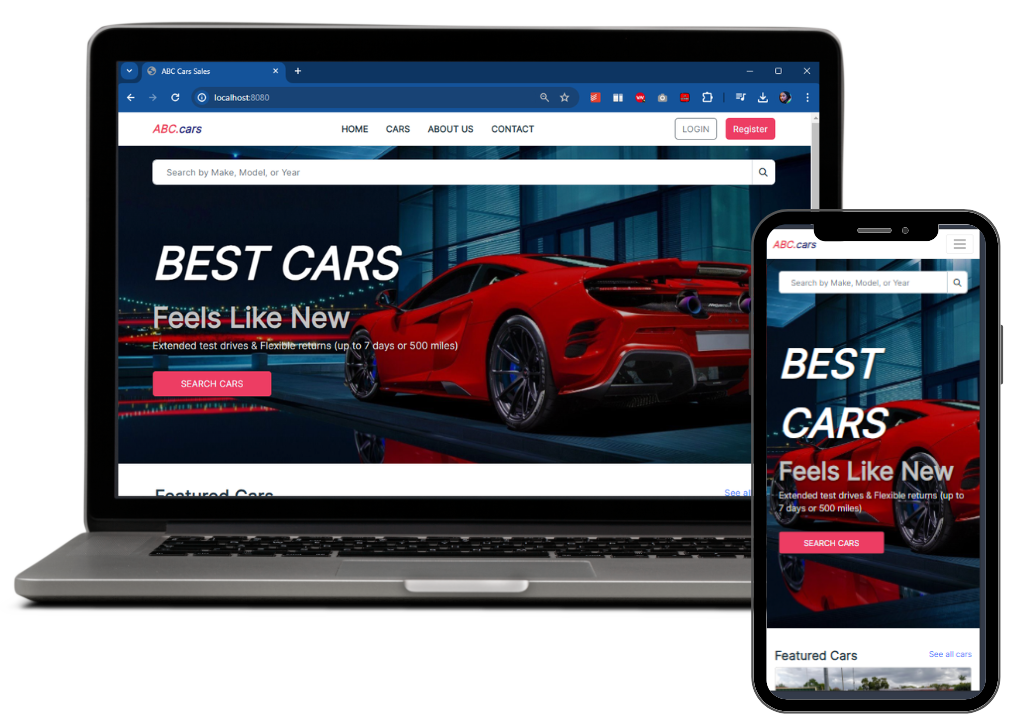 ABC Cars Sales
localhost:8080
ABC.cars
HOME CARS ABOUT US CONTACT
LOGIN Register
Search by Make, Model, or Year
BEST CARS
Feels Like New
Extended test drives & Flexible returns (up to 7 days or 500 miles)
SEARCH CARS
Featured Cars
See all
ABC.cars
Search by Make, Model, or Year
BEST
CARS
Feels Like New
Extended test drives & Flexible returns (up to
7 days or 500 miles)
SEARCH CARS
Featured Cars
See all cars